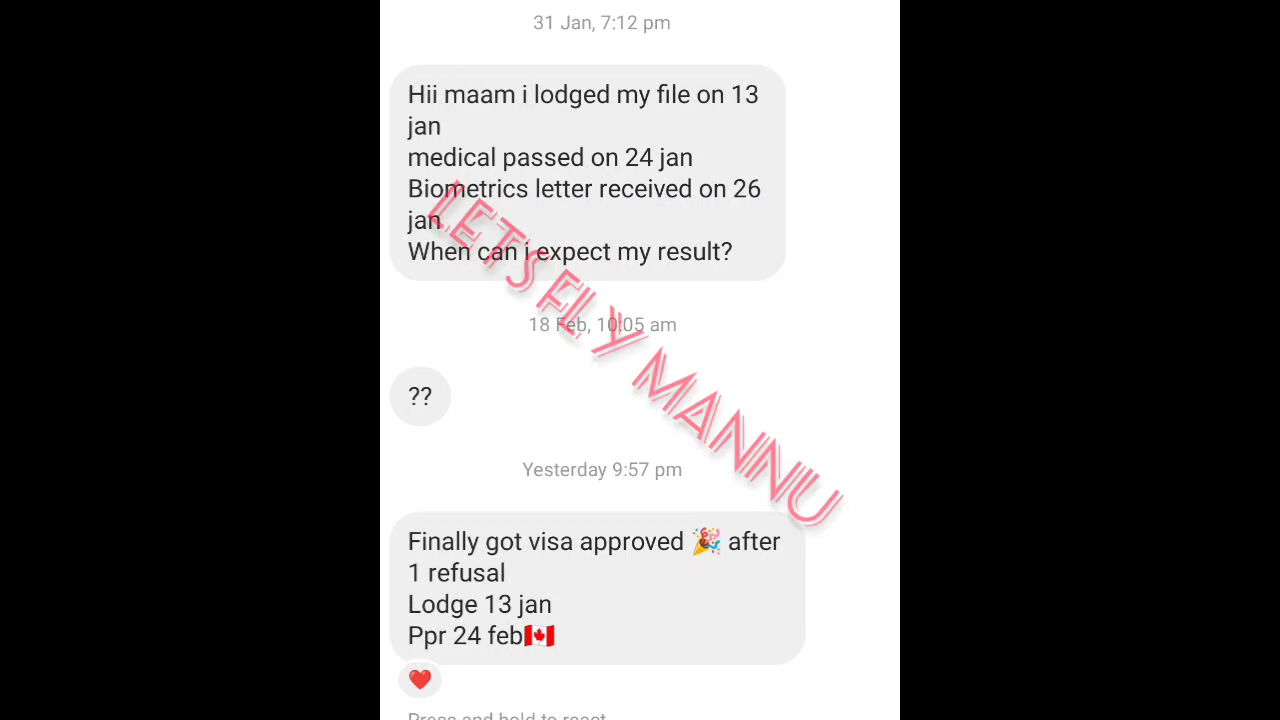 31 Jan, 7:12 pm
Hii maam i lodged my file on 13
jan
medical passed on 24 jan
Biometrics letter received on 26
jan
When can i expect my result?
LETS FLY MANNU
18 Feb, 10:05 am
??
Yesterday 9:57 pm
Finally got visa approved 🎉 after
1 refusal
Lodge 13 jan
Ppr 24 feb🇨🇦
Press and hold to react